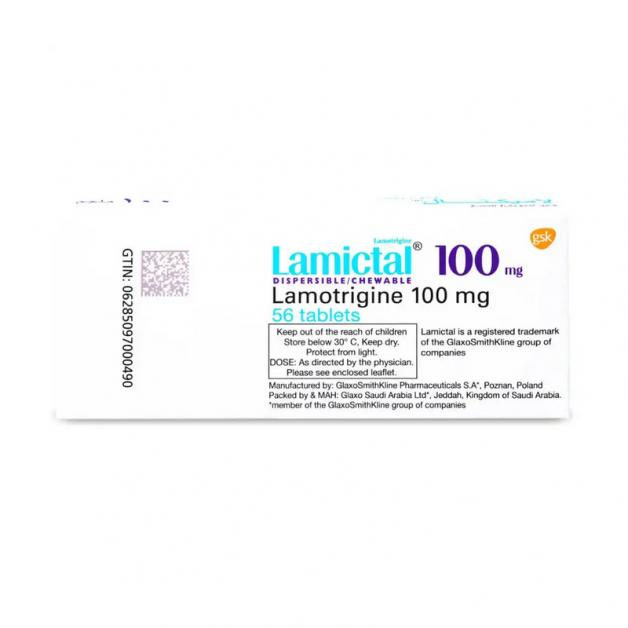 gsk
Lamotrigine
Lamictal® 100 mg
DISPERSIBLE/CHEWABLE
Lamotrigine 100 mg
56 tablets
Keep out of the reach of children
Store below 30° C, Keep dry.
Protect from light.
DOSE: As directed by the physician.
Please see enclosed leaflet.
Lamictal is a registered trademark
of the GlaxoSmithKline group of
companies
Manufactured by: GlaxoSmithKline Pharmaceuticals S.A*, Poznan, Poland
Packed by & MAH: Glaxo Saudi Arabia Ltd*, Jeddah, Kingdom of Saudi Arabia.
*member of the GlaxoSmithKline group of companies
GTIN: 06285097000490